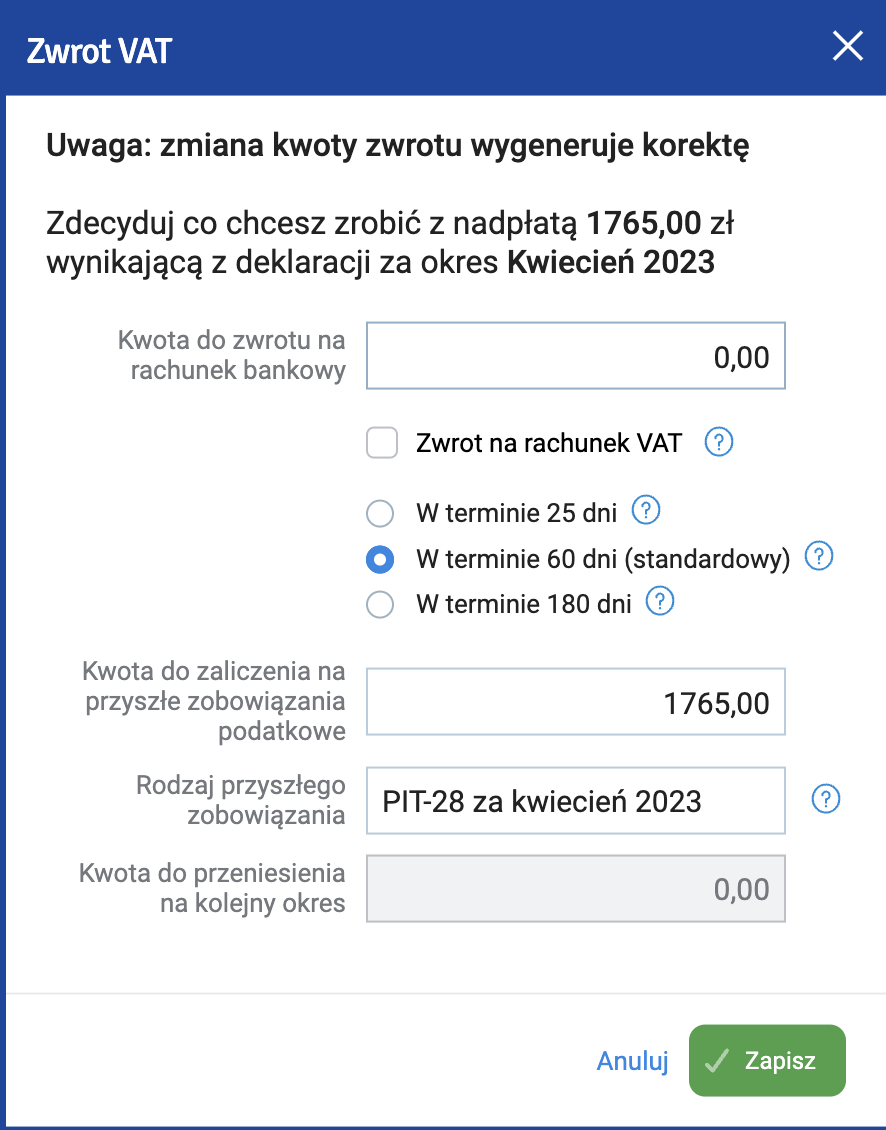 Zwrot VAT
Uwaga: zmiana kwoty zwrotu wygeneruje korektę
Zdecyduj co chcesz zrobić z nadpłatą 1765,00 zł
wynikającą z deklaracji za okres Kwiecień 2023
Kwota do zwrotu na
rachunek bankowy
0,00
Zwrot na rachunek VAT ?
W terminie 25 dni ?
W terminie 60 dni (standardowy) ?
W terminie 180 dni ?
Kwota do zaliczenia na
przyszłe zobowiązania
podatkowe
1765,00
Rodzaj przyszłego
zobowiązania
PIT-28 za kwiecień 2023 ?
Kwota do przeniesienia
na kolejny okres
0,00
Anuluj
Zapisz